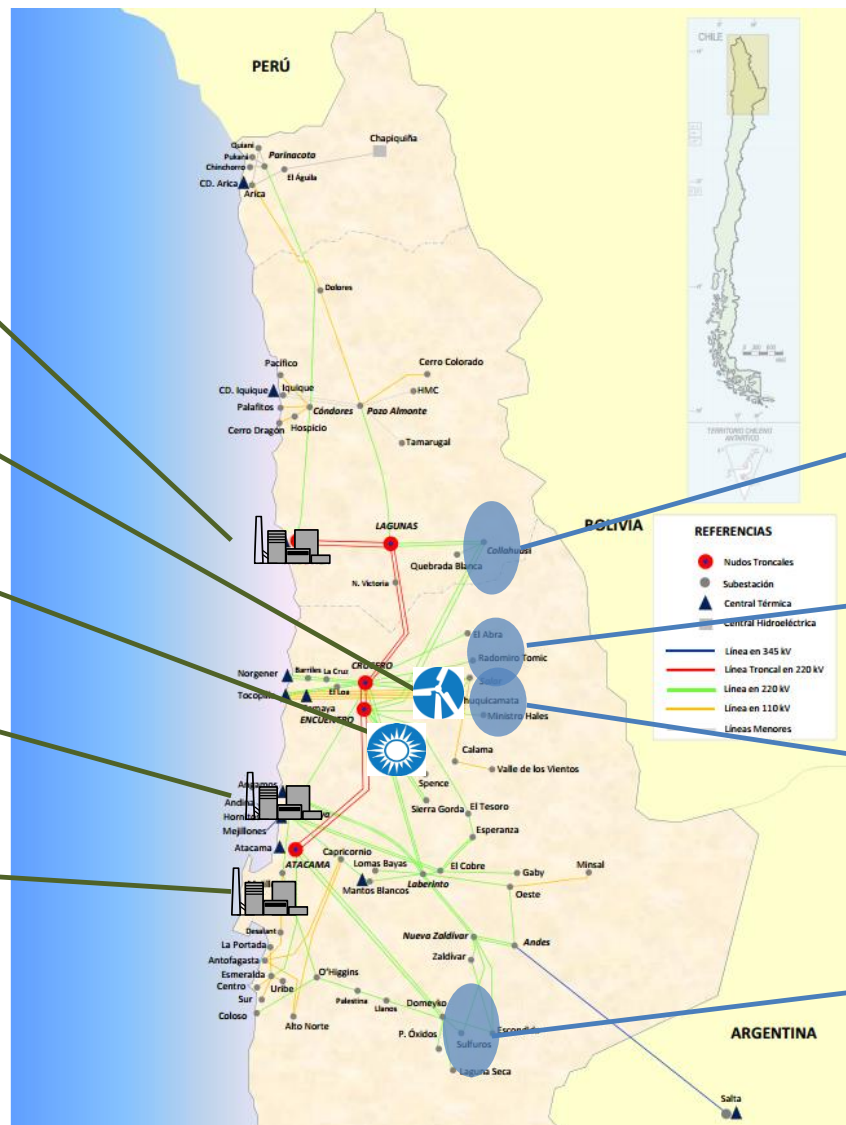 PERÚ
CHILE
Quiani
Pukará
Parinacota
Chapiquiña
Chinchorro
El Águila
CD. Arica
Arica
Dolores
Pacífico
Cerro Colorado
CD. Iquique
Iquique
HMC
Palafitos
Cóndores
Pozo Almonte
Cerro Dragón
Hospicio
Tamarugal
TERRITORIO CHILENO
ANTÁRTICO
LAGUNAS
BOLIVIA
Collahuasi
Quebrada Blanca
N. Victoria
REFERENCIAS
Nudos Troncales
Subestación
Central Térmica
Central Hidroeléctrica
Línea en 345 kV
Línea Troncal en 220 kV
Línea en 220 kV
Línea en 110 kV
Líneas Menores
El Abra
CRUCERO
Radomiro Tomic
Norgener
Barriles
La Cruz
Salar
El Loa
ENCUENTRO
huquicamata
Ministro Hales
Calama
Valle de los Vientos
Spence
Angamos
Sierra Gorda
El Tesoro
Mejillones
Esperanza
Atacama
ATACAMA
Capricornio
Lomas Bayas
El Cobre
Gaby
Minsal
Mantos Blancos
Laberinto
Oeste
Desalant
Nueva Zaldívar
Andes
La Portada
Zaldívar
Antofagasta
Esmeralda
O'Higgins
Centro
Uribe
Sur
Palestina
Domeyko
Coloso
Llanos
Alto Norte
Escondida
P. Óxidos
Sulfuros
ARGENTINA
Laguna Seca
Salta